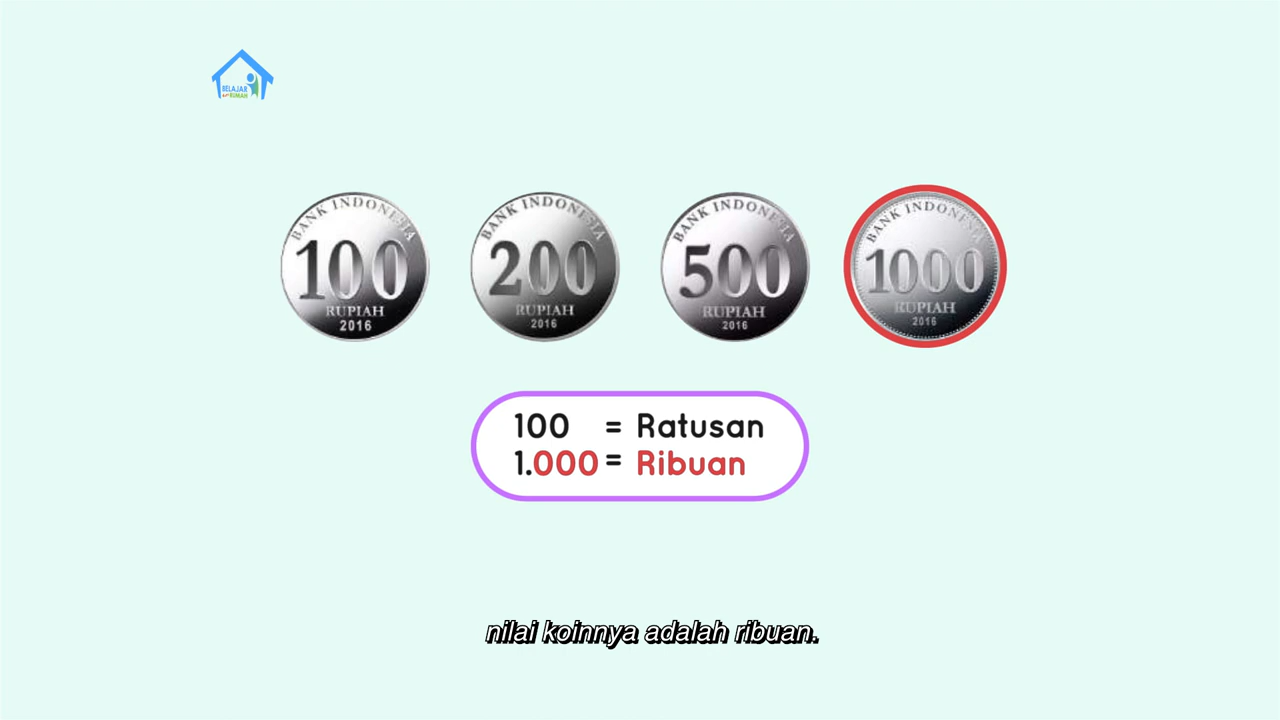 BELAJAR
RUMAH
BANK INDONESIA
100
RUPIAH
2016
BANK INDONESIA
200
RUPIAH
2016
BANK INDONESIA
500
RUPIAH
2016
BANK INDONESIA
1000
RUPIAH
2016
100 = Ratusan
1.000 = Ribuan
nilai koinnya adalah ribuan.